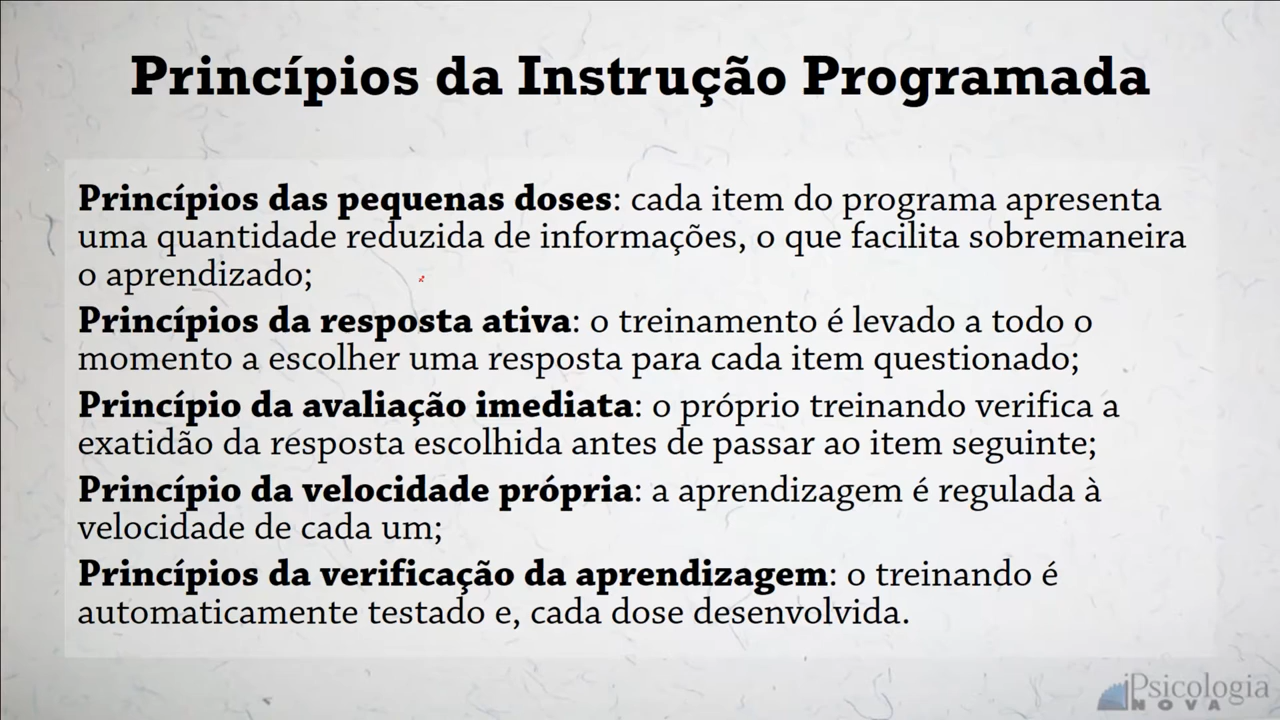 Princípios da Instrução Programada
Princípios das pequenas doses: cada item do programa apresenta
uma quantidade reduzida de informações, o que facilita sobremaneira
o aprendizado;
Princípios da resposta ativa: o treinamento é levado a todo o
momento a escolher uma resposta para cada item questionado;
Princípio da avaliação imediata: o próprio treinando verifica a
exatidão da resposta escolhida antes de passar ao item seguinte;
Princípio da velocidade própria: a aprendizagem é regulada à
velocidade de cada um;
Princípios da verificação da aprendizagem: o treinando é
automaticamente testado e, cada dose desenvolvida.
Psicologia
NOVA